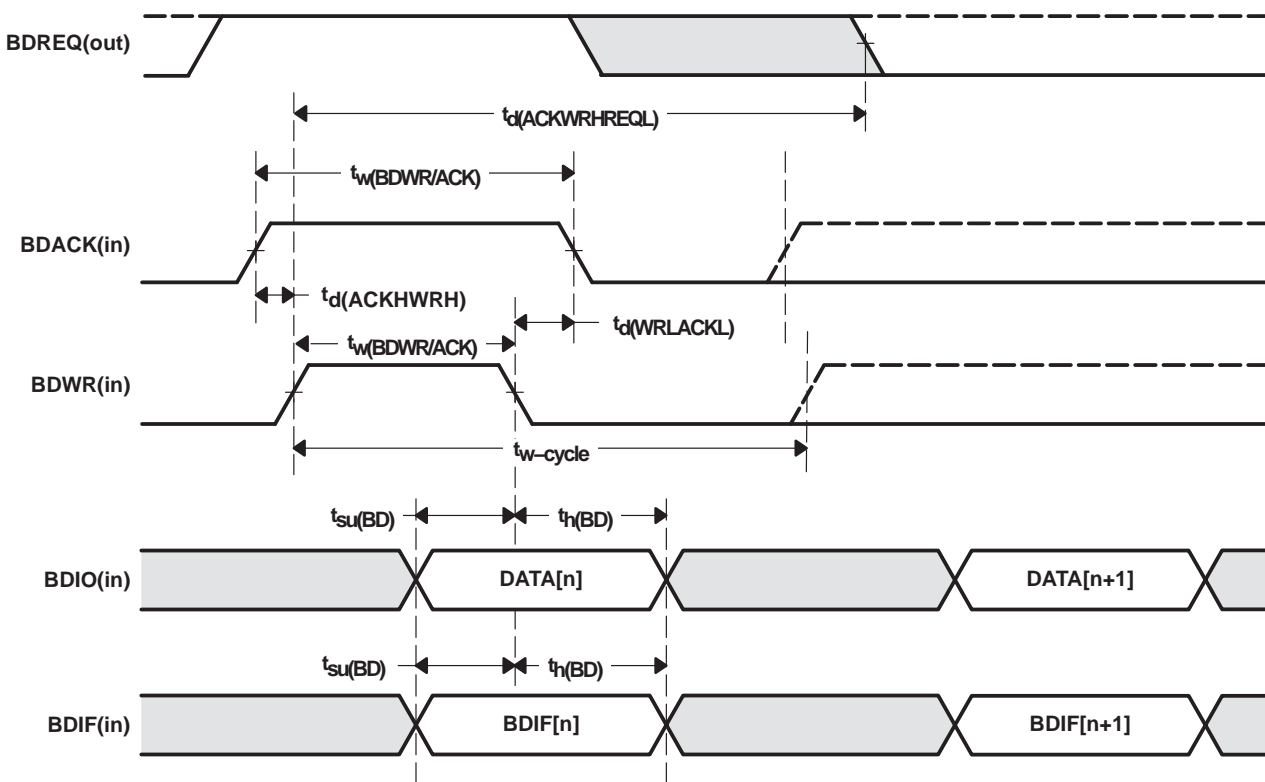 BDREQ(out)
td(ACKWRHREQL)
tw(BDWR/ACK)
BDACK(in)
td(ACKHWRH)
td(WRLACKL)
tw(BDWR/ACK)
BDWR(in)
tw–cycle
tsu(BD) th(BD)
BDIO(in) DATA[n] DATA[n+1]
tsu(BD) th(BD)
BDIF(in) BDIF[n] BDIF[n+1]